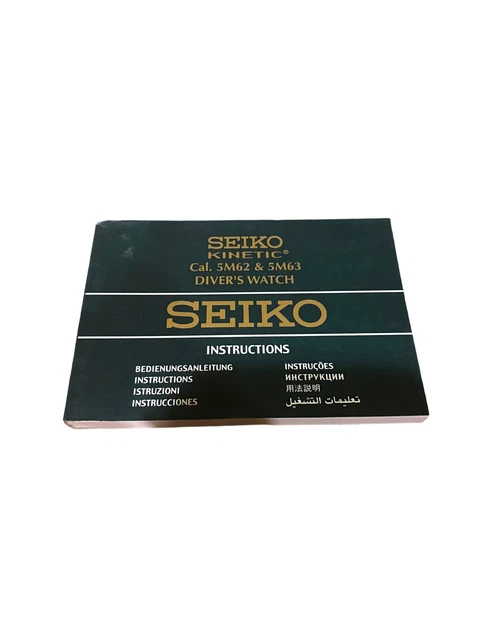 SEIKO
KINETIC®
Cal. 5M62 & 5M63
DIVER'S WATCH
SEIKO
INSTRUCTIONS
BEDIENUNGSANLEITUNG
INSTRUCTIONS
ISTRUZIONI
INSTRUCCIONES
INSTRUÇÕES
ИНСТРУКЦИИ
用法説明
تعليمات التشغيل